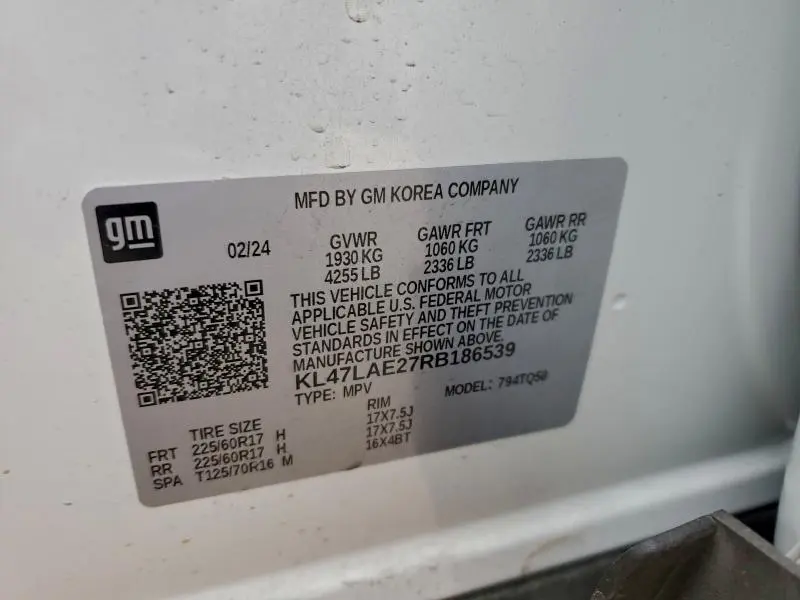 MFD BY GM KOREA COMPANY
gm
02/24
GVWR
1930 KG
4255 LB
GAWR FRT
1060 KG
2336 LB
GAWR RR
1060 KG
2336 LB
THIS VEHICLE CONFORMS TO ALL
APPLICABLE U.S. FEDERAL MOTOR
VEHICLE SAFETY AND THEFT PREVENTION
STANDARDS IN EFFECT ON THE DATE OF
MANUFACTURE SHOWN ABOVE.
KL47LAE27RB186539
TYPE: MPV
MODEL: 794TQ58
TIRE SIZE
RIM
FRT 225/60R17 H 17X7.5J
RR 225/60R17 H 17X7.5J
SPA T125/70R16 M 16X4BT